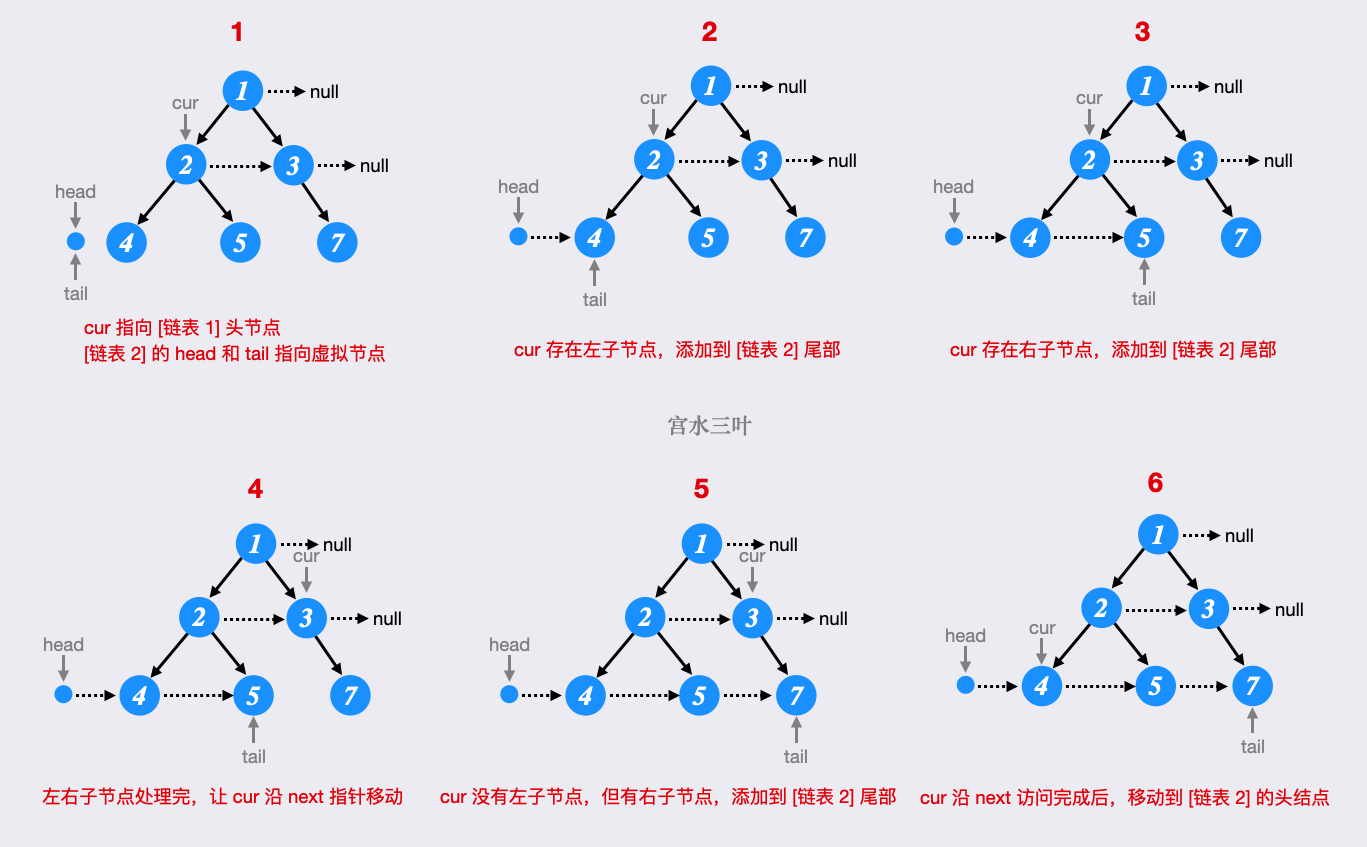 1
1
null
cur
2
3
null
head
4
5
7
tail
cur 指向 [链表 1] 头节点
[链表 2] 的 head 和 tail 指向虚拟节点
2
1
null
cur
2
3
null
head
4
5
7
tail
cur 存在左子节点，添加到 [链表 2] 尾部
3
1
null
cur
2
3
null
head
4
5
7
tail
cur 存在右子节点，添加到 [链表 2] 尾部
宫水三叶
4
1
null
cur
2
3
null
head
4
5
7
tail
左右子节点处理完，让 cur 沿 next 指针移动
5
1
null
cur
2
3
null
head
4
5
7
tail
cur 没有左子节点，但有右子节点，添加到 [链表 2] 尾部
6
1
null
2
3
null
head
cur
4
5
7
tail
cur 沿 next 访问完成后，移动到 [链表 2] 的头结点